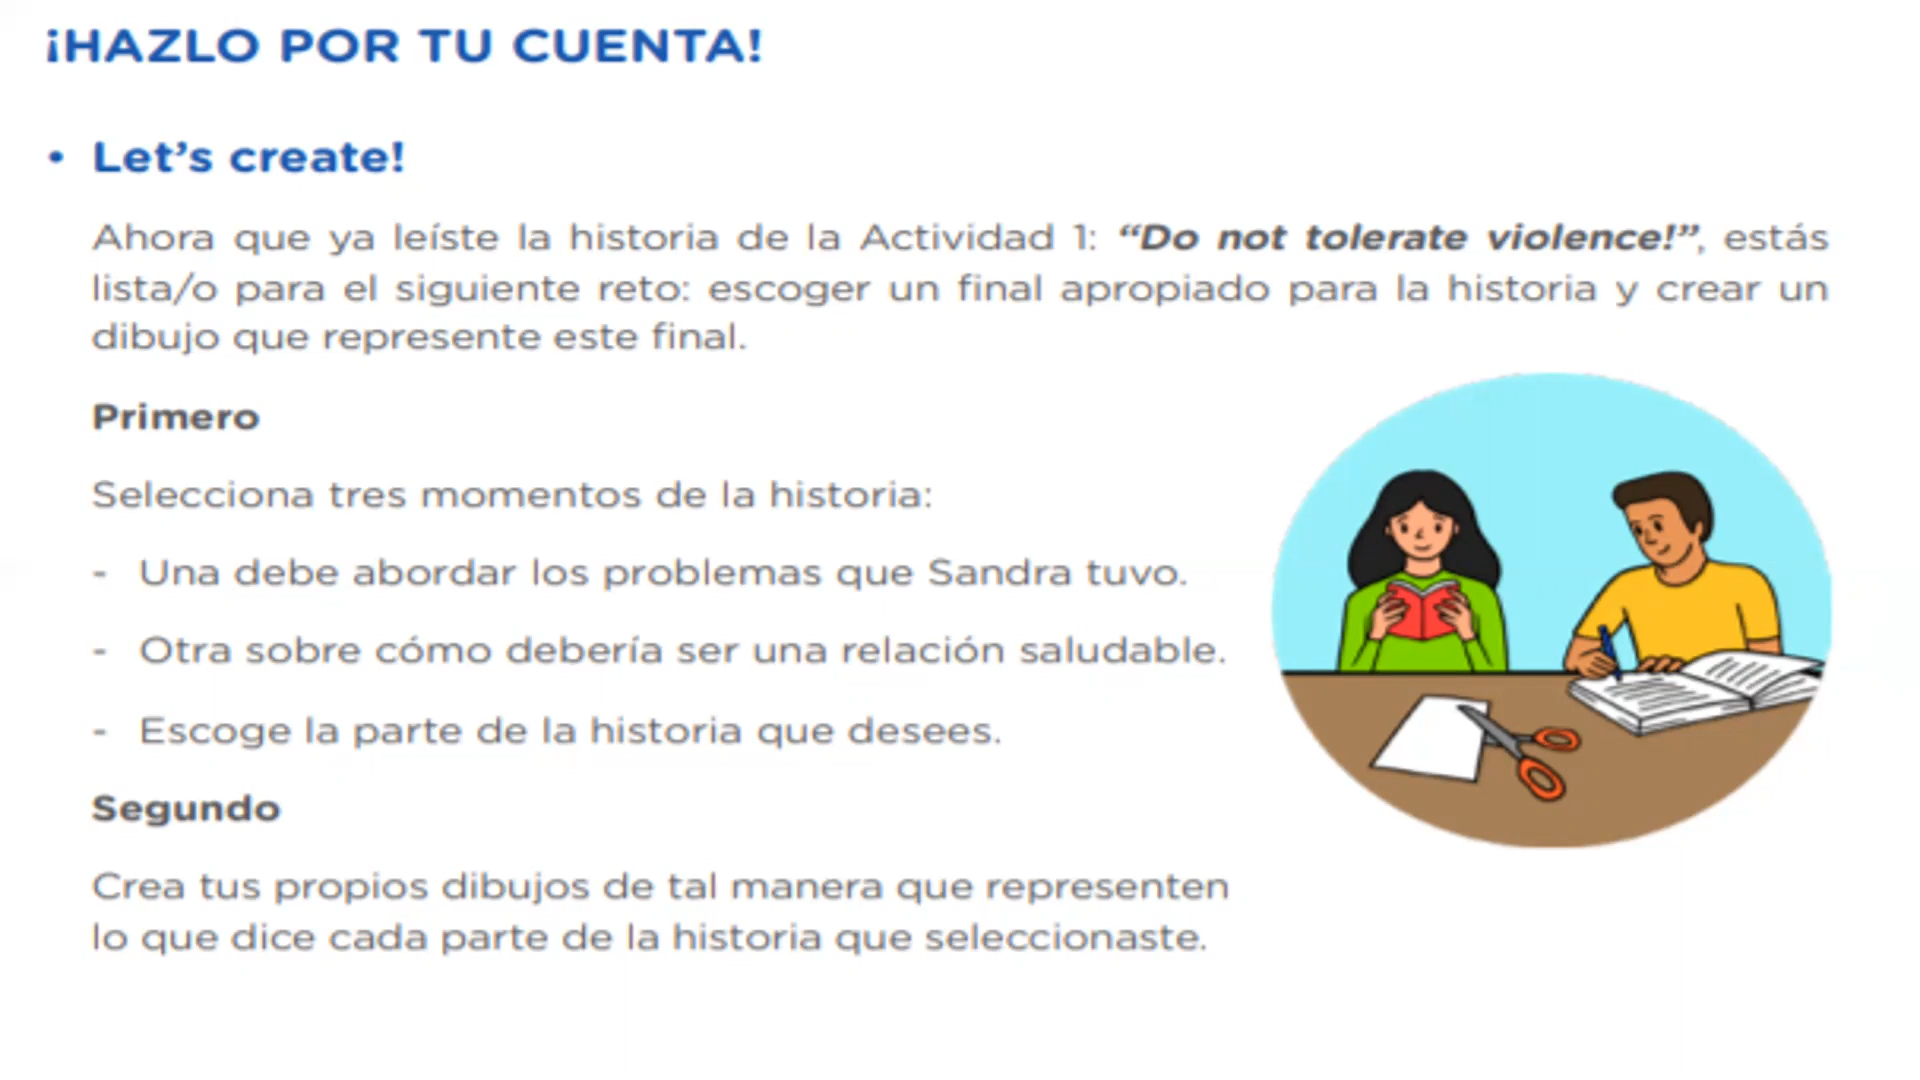 ¡HAZLO POR TU CUENTA!
• Let’s create!
Ahora que ya leíste la historia de la Actividad 1: “Do not tolerate violence!”, estás
lista/o para el siguiente reto: escoger un final apropiado para la historia y crear un
dibujo que represente este final.
Primero
Selecciona tres momentos de la historia:
- Una debe abordar los problemas que Sandra tuvo.
- Otra sobre cómo debería ser una relación saludable.
- Escoge la parte de la historia que desees.
Segundo
Crea tus propios dibujos de tal manera que representen
lo que dice cada parte de la historia que seleccionaste.